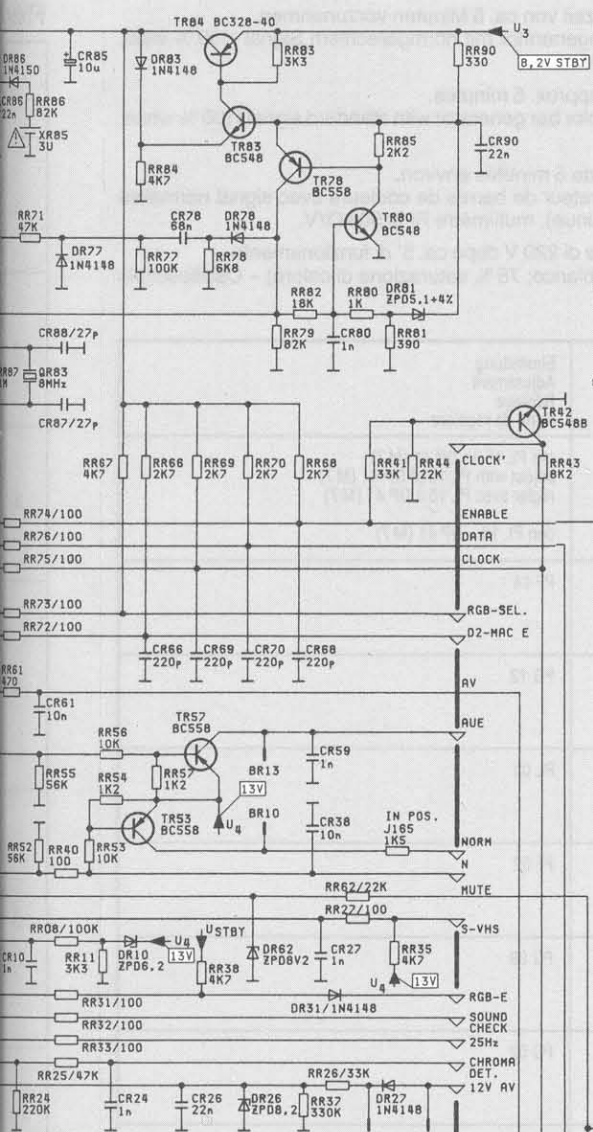 TR84 BC328-40
U3
8,2V STBY
DR86
1N4150
CR85
10u
DR83
1N4148
RR83
3K3
RR90
330
CR86
22n
RR86
82K
XR85
3U
TR83
BC548
RR85
2K2
CR90
22n
RR84
4K7
TR78
BC558
TR80
BC548
RR71
47K
CR78
68n
DR78
1N4148
DR77
1N4148
RR77
100K
RR78
6K8
DR81
ZPD5,1+4%
RR82
18K
RR80
1K
RR79
82K
CR80
1n
RR81
390
CR88/27p
RR87
QR83
8MHz
CR87/27p
TR42
BC548B
RR67
4K7
RR66
2K7
RR69
2K7
RR70
2K7
RR68
2K7
RR41
33K
RR44
22K
CLOCK'
RR43
8K2
RR74/100
ENABLE
RR76/100
DATA
RR75/100
CLOCK
RR73/100
RGB-SEL.
RR72/100
D2-MAC E
CR66
220p
CR69
220p
CR70
220p
CR68
220p
RR61
470
AV
CR61
10n
AUE
TR57
BC558
RR56
10K
CR59
1n
RR55
56K
RR54
1K2
RR57
1K2
BR13
13V
U4
BR10
TR53
BC558
CR38
10n
IN POS.
J165
1K5
RR52
56K
RR40
100
RR53
10K
NORM
N
RR62/22K
MUTE
RR27/100
S-VHS
RR08/100K
U4
13V
USTBY
CR10
1n
RR11
3K3
DR10
ZPD6,2
RR38
4K7
DR62
ZPD8V2
CR27
1n
RR35
4K7
U4
13V
RR31/100
DR31/1N4148
RGB-E
RR32/100
SOUND
CHECK
RR33/100
25Hz
RR25/47K
CHROMA
DET.
RR26/33K
12V AV
RR24
220K
CR24
1n
CR26
22n
DR26
ZPD8,2
RR37
330K
DR27
1N4148